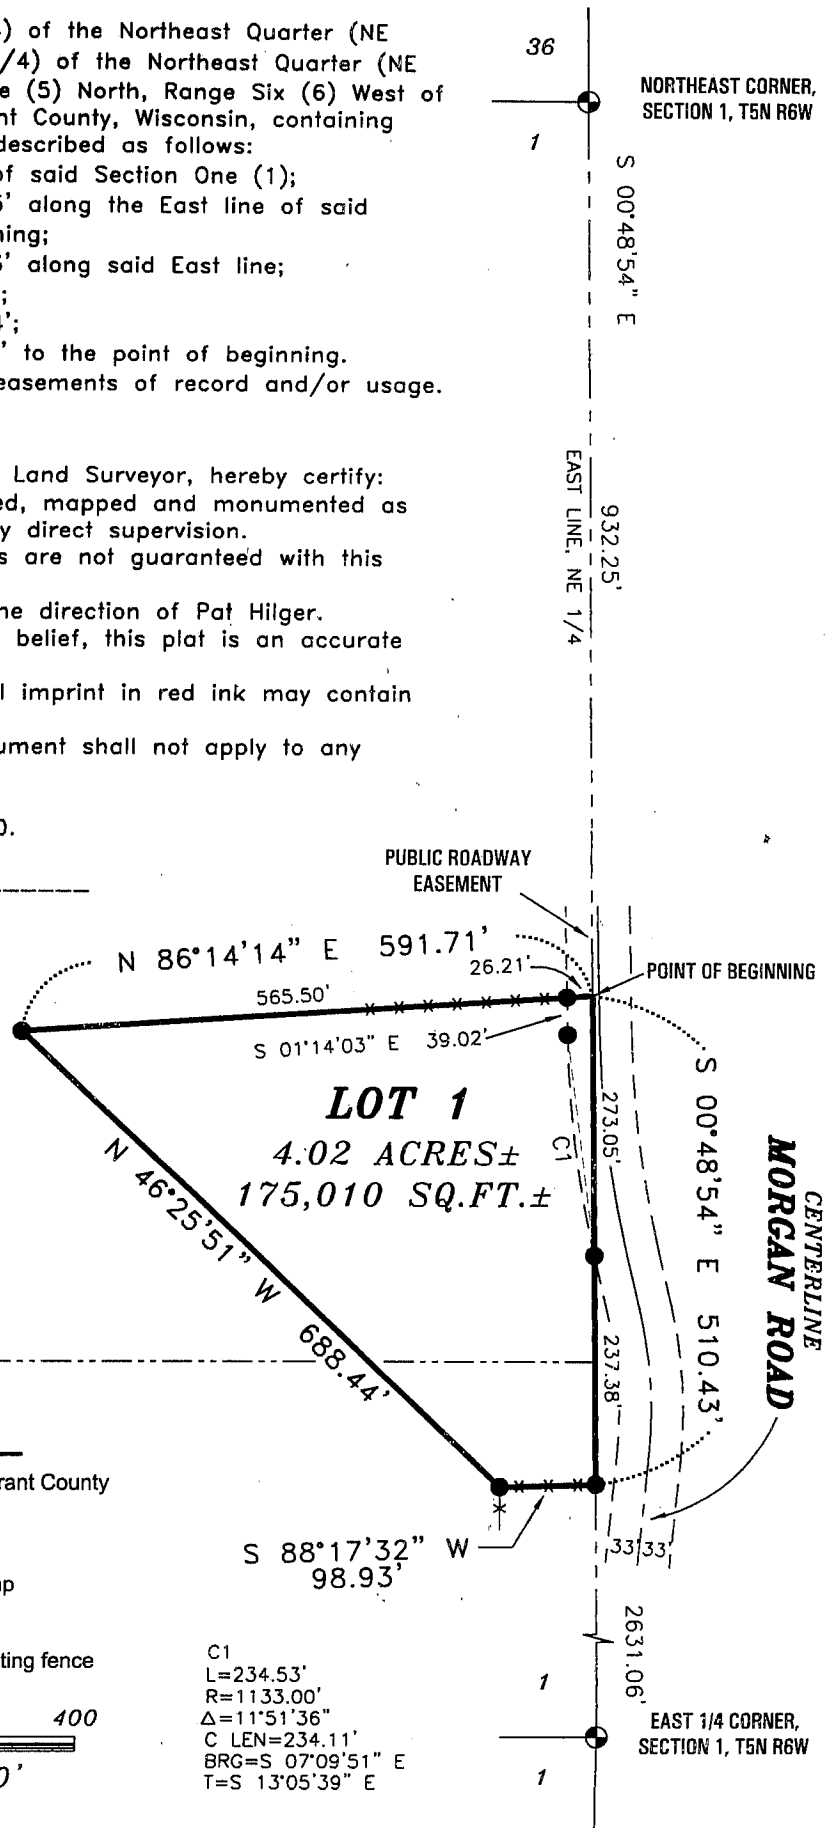 ) of the Northeast Quarter (NE
/4) of the Northeast Quarter (NE
e (5) North, Range Six (6) West of
nt County, Wisconsin, containing
described as follows:
of said Section One (1);
' along the East line of said
ning;
' along said East line;
;
';
' to the point of beginning.
easements of record and/or usage.
Land Surveyor, hereby certify:
ed, mapped and monumented as
y direct supervision.
s are not guaranteed with this
he direction of Pat Hilger.
belief, this plat is an accurate
l imprint in red ink may contain
ument shall not apply to any
36
1
NORTHEAST CORNER,
SECTION 1, T5N R6W
S 00°48'54" E
932.25'
EAST LINE, NE 1/4
PUBLIC ROADWAY
EASEMENT
N 86°14'14" E 591.71'
26.21'
565.50'
POINT OF BEGINNING
S 01°14'03" E 39.02'
LOT 1
4.02 ACRES±
175,010 SQ.FT.±
C1
273.05'
S 00°48'54" E 510.43'
CENTERLINE
MORGAN ROAD
N 46°25'51" W 688.44'
237.38'
rant County
S 88°17'32" W
98.93'
33'
33'
p
ting fence
2631.06'
C1
L=234.53'
R=1133.00'
Δ=11°51'36"
C LEN=234.11'
BRG=S 07°09'51" E
T=S 13°05'39" E
400
0'
1
EAST 1/4 CORNER,
SECTION 1, T5N R6W
1